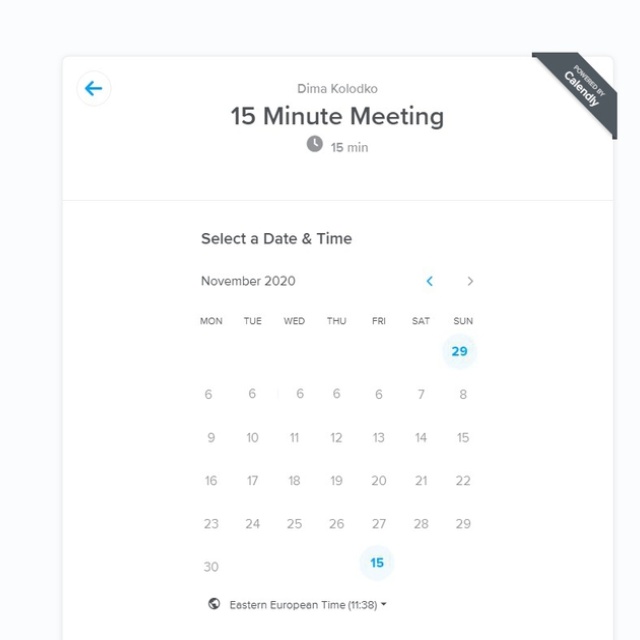 POWERED BY
Calendly
Dima Kolodko
15 Minute Meeting
15 min
Select a Date & Time
November 2020
MON TUE WED THU FRI SAT SUN
29
6 6 6 6 6 7 8
9 10 11 12 13 14 15
16 17 18 19 20 21 22
23 24 25 26 27 28 29
30 15
Eastern European Time (11:38)